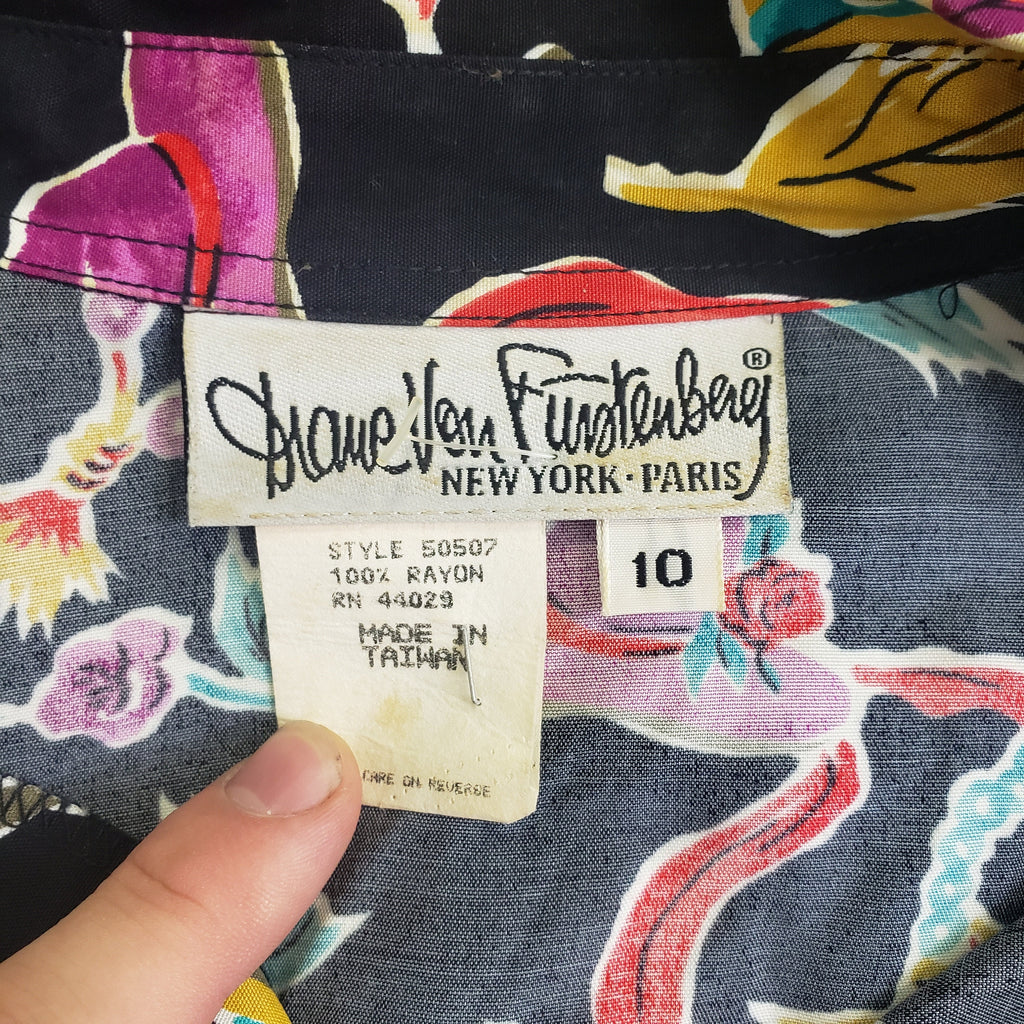 Diane Von Furstenberg ®
NEW YORK · PARIS
STYLE 50507
100% RAYON
RN 44029
MADE IN
TAIWAN
CARE ON REVERSE
10